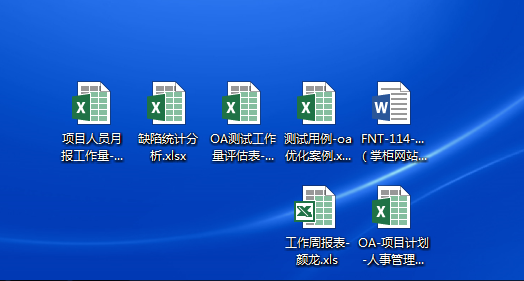 项目人员月
报工作量-...
缺陷统计分
析.xlsx
OA测试工作
量评估表-...
测试用例-oa
优化案例.x...
FNT-114-...
（掌柜网站...
工作周报表-
颜龙.xls
OA-项目计划
-人事管理...